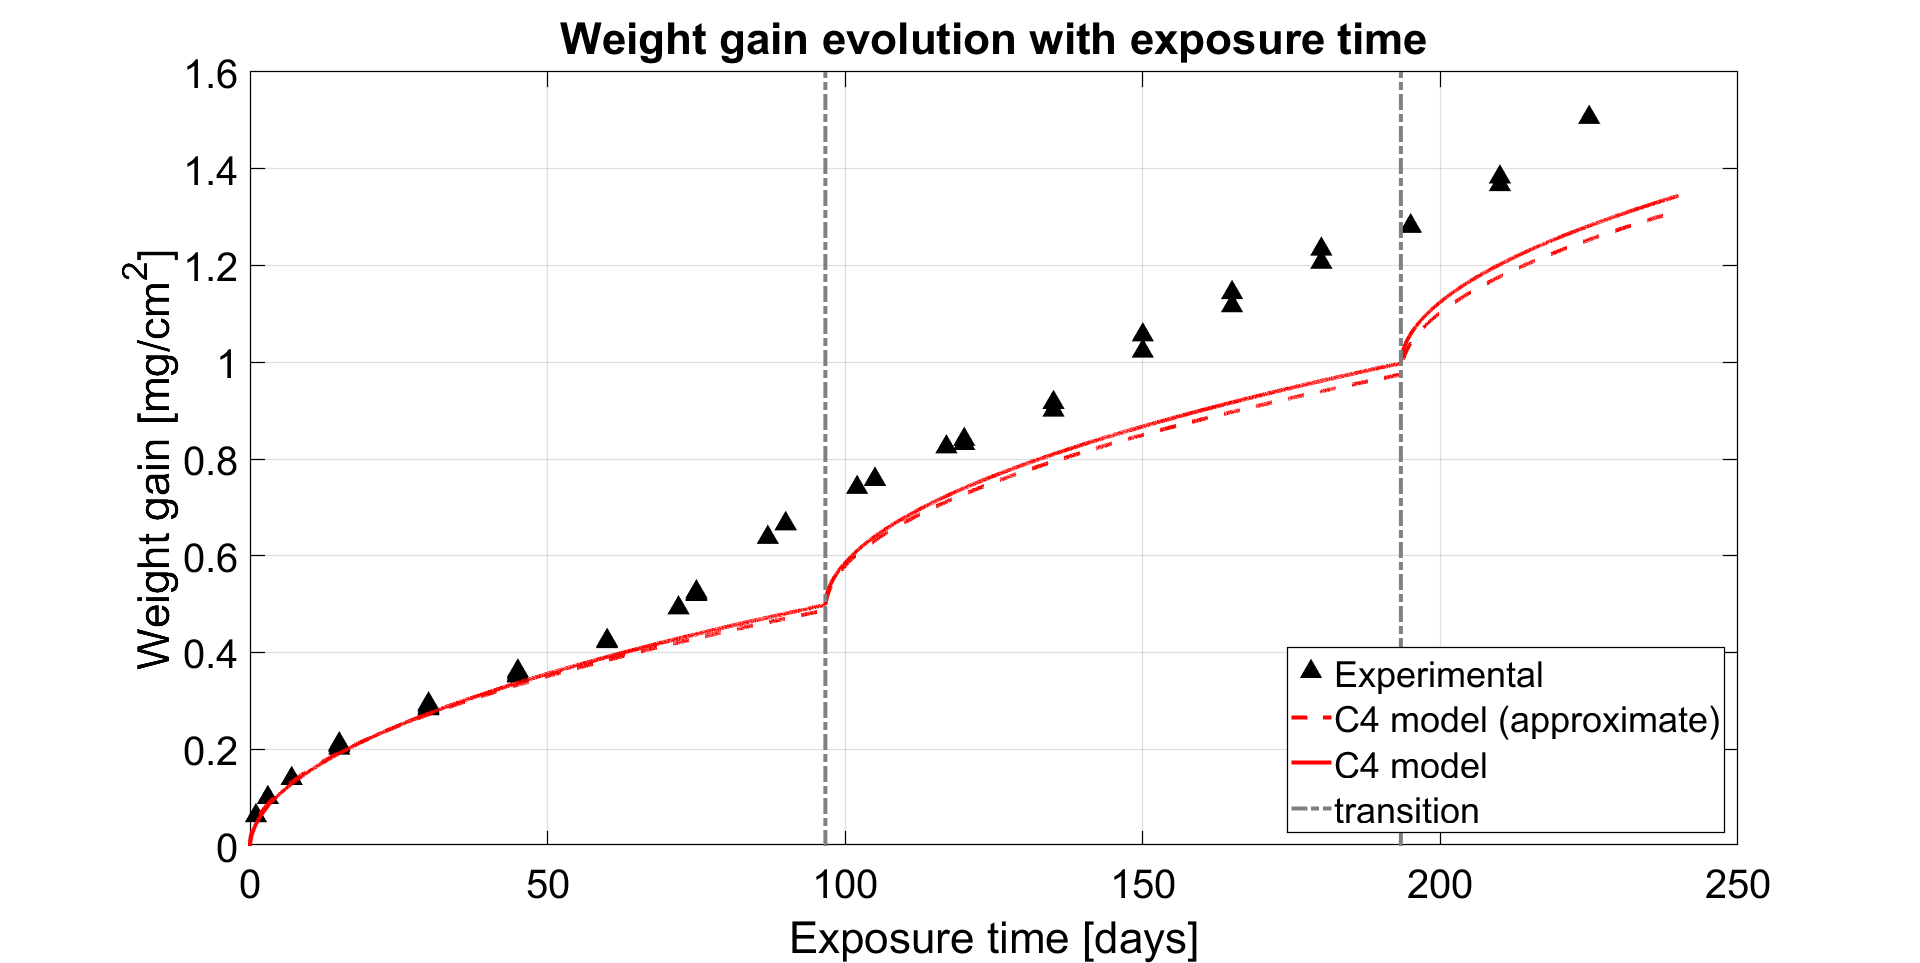 Weight gain evolution with exposure time
Weight gain [mg/cm²]
1.6
1.4
1.2
1
0.8
0.6
0.4
0.2
0
0 50 100 150 200 250
Exposure time [days]
Experimental
C4 model (approximate)
C4 model
transition